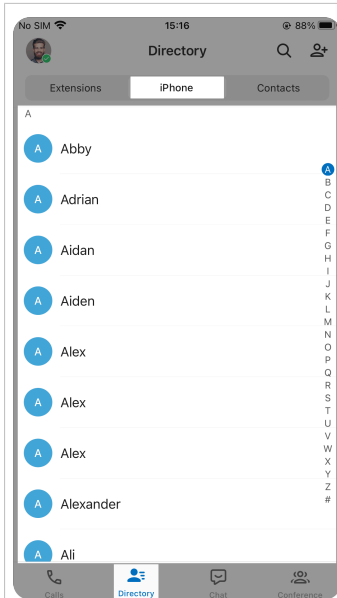 No SIM 15:16 88%
Directory
Extensions iPhone Contacts
A
A Abby
A Adrian
A Aidan
A Aiden
A Alex
A Alex
A Alex
A Alexander
A Ali
A
B
C
D
E
F
G
H
I
J
K
L
M
N
O
P
Q
R
S
T
U
V
W
X
Y
Z
#
Calls Directory Chat Conference